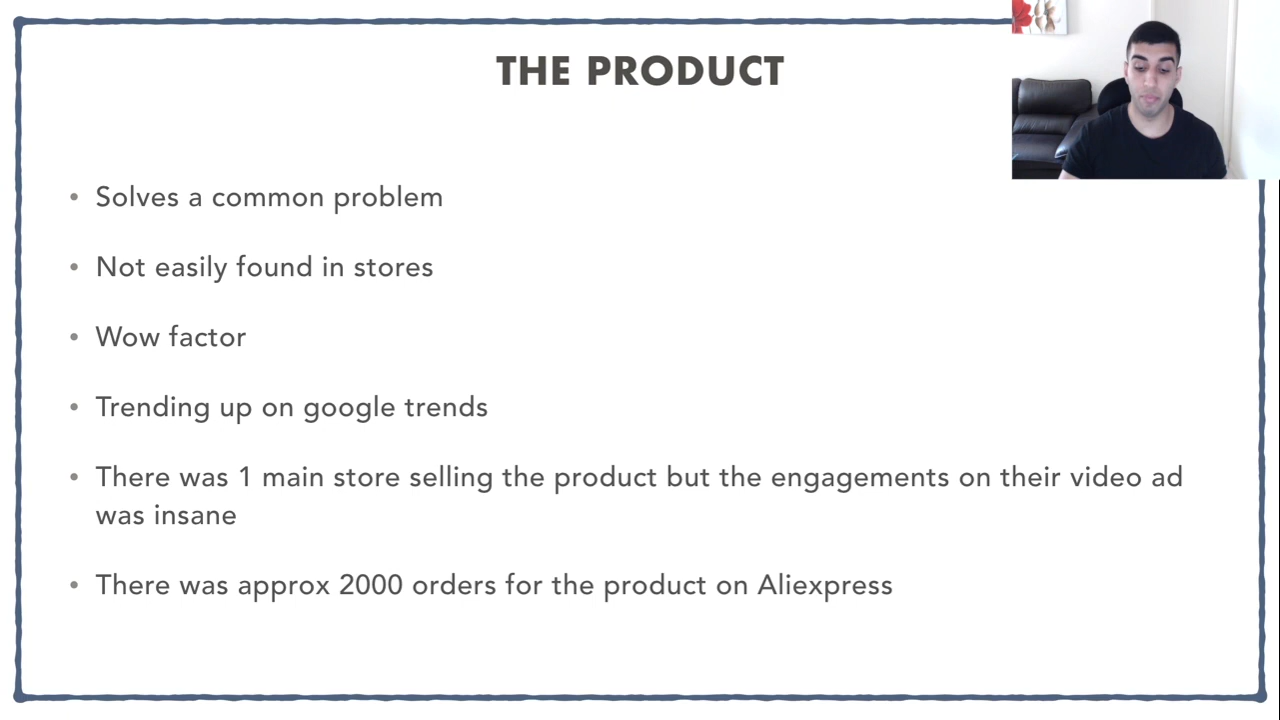 THE PRODUCT
• Solves a common problem
• Not easily found in stores
• Wow factor
• Trending up on google trends
• There was 1 main store selling the product but the engagements on their video ad
was insane
• There was approx 2000 orders for the product on Aliexpress